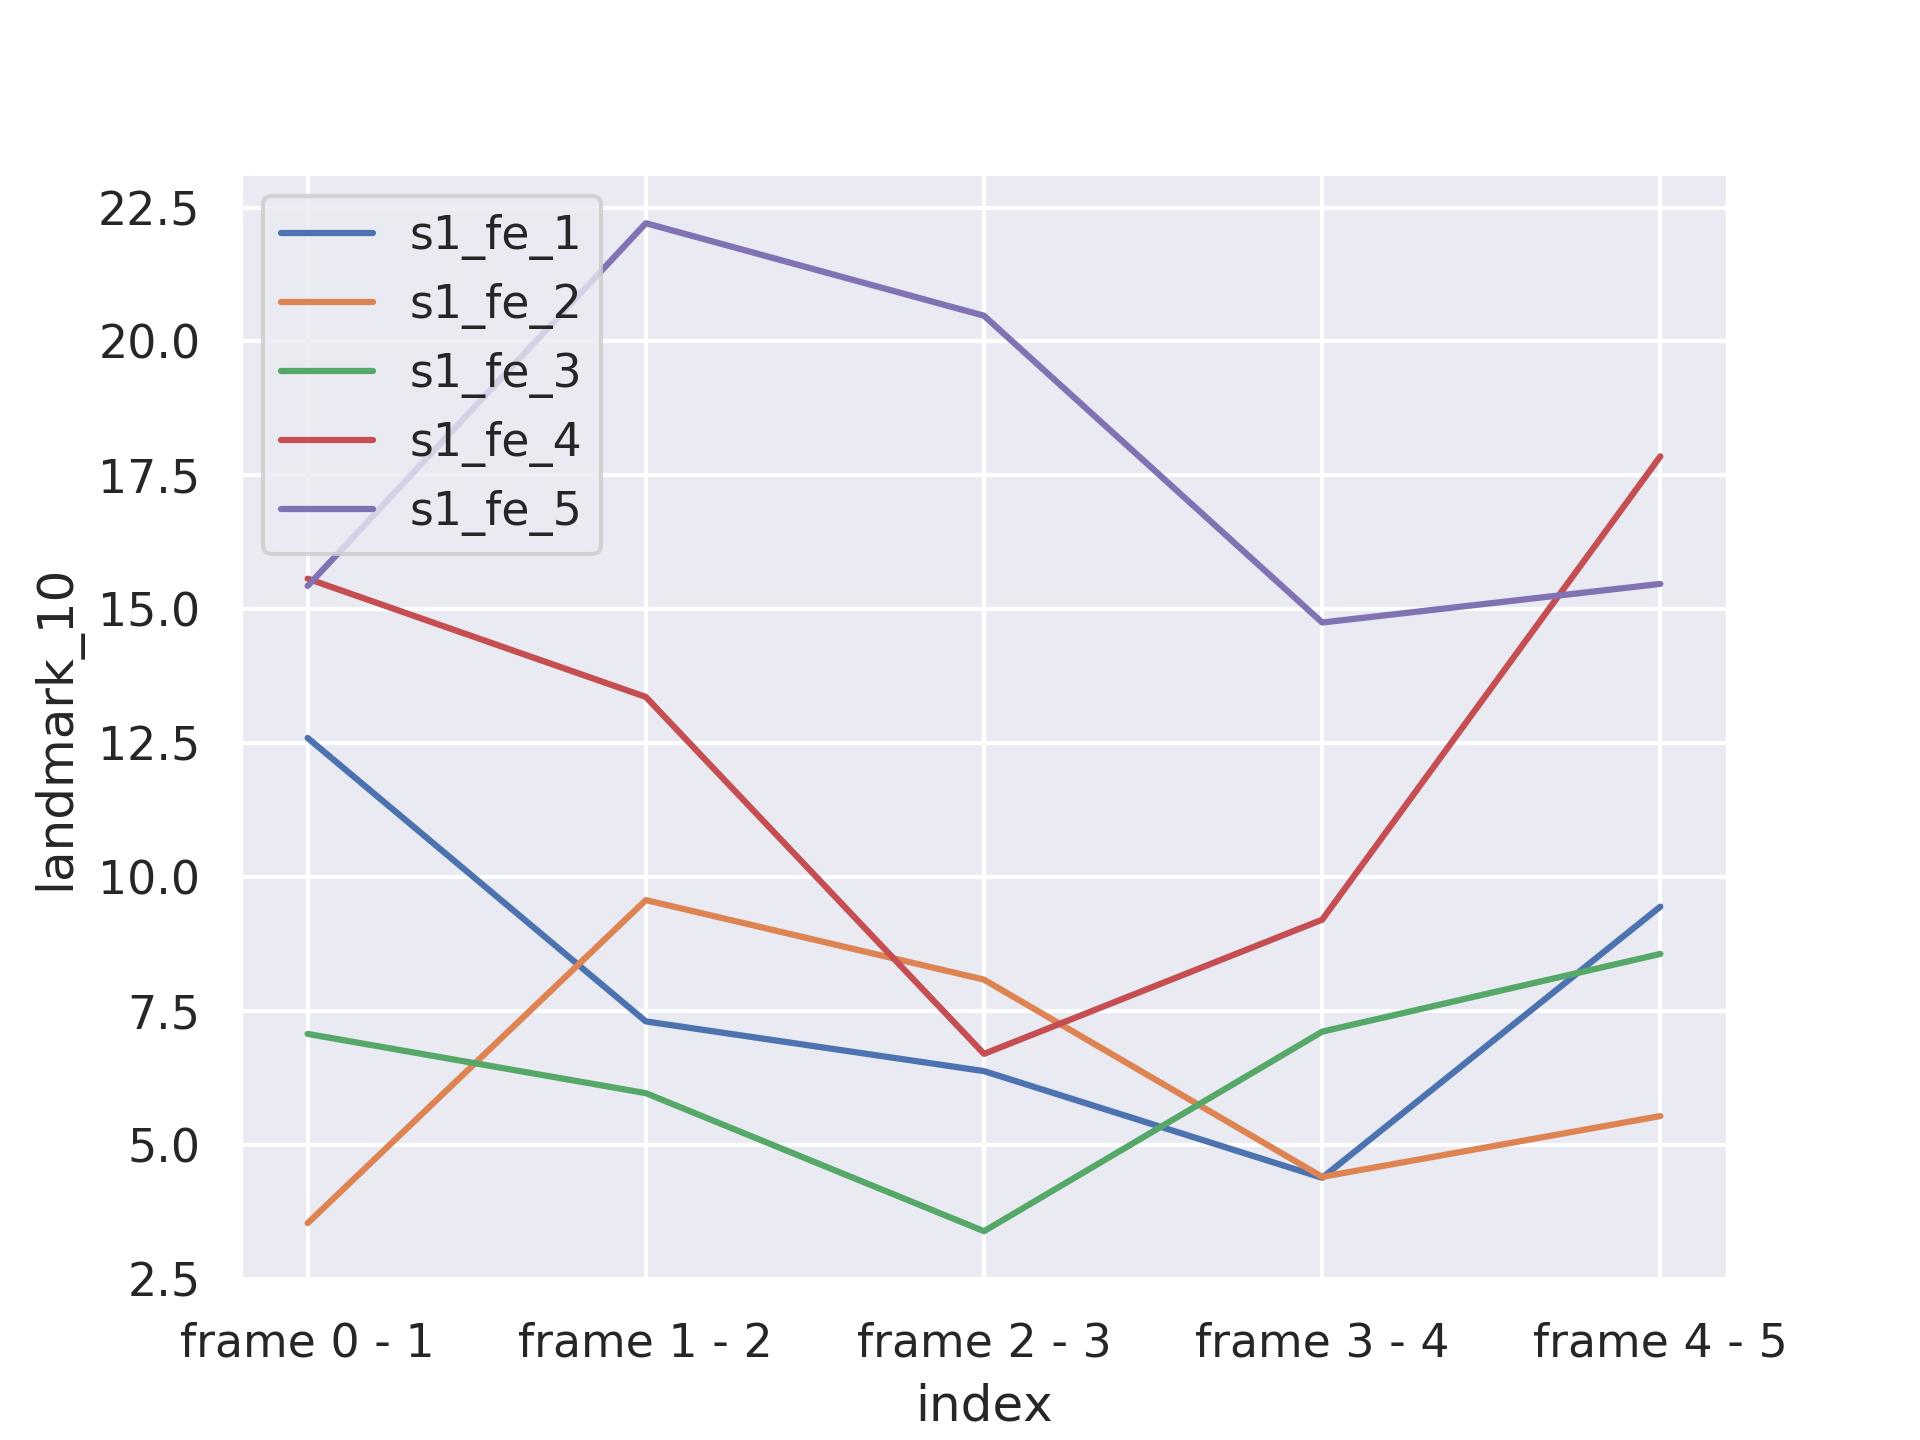 22.5
20.0
17.5
15.0
12.5
10.0
7.5
5.0
2.5
landmark_10
s1_fe_1
s1_fe_2
s1_fe_3
s1_fe_4
s1_fe_5
frame 0 - 1 frame 1 - 2 frame 2 - 3 frame 3 - 4 frame 4 - 5
index